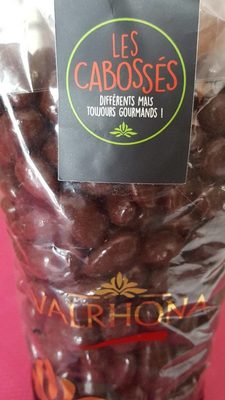 LES
CABOSSÉS
DIFFÉRENTS MAIS
TOUJOURS GOURMANDS !
VALRHONA